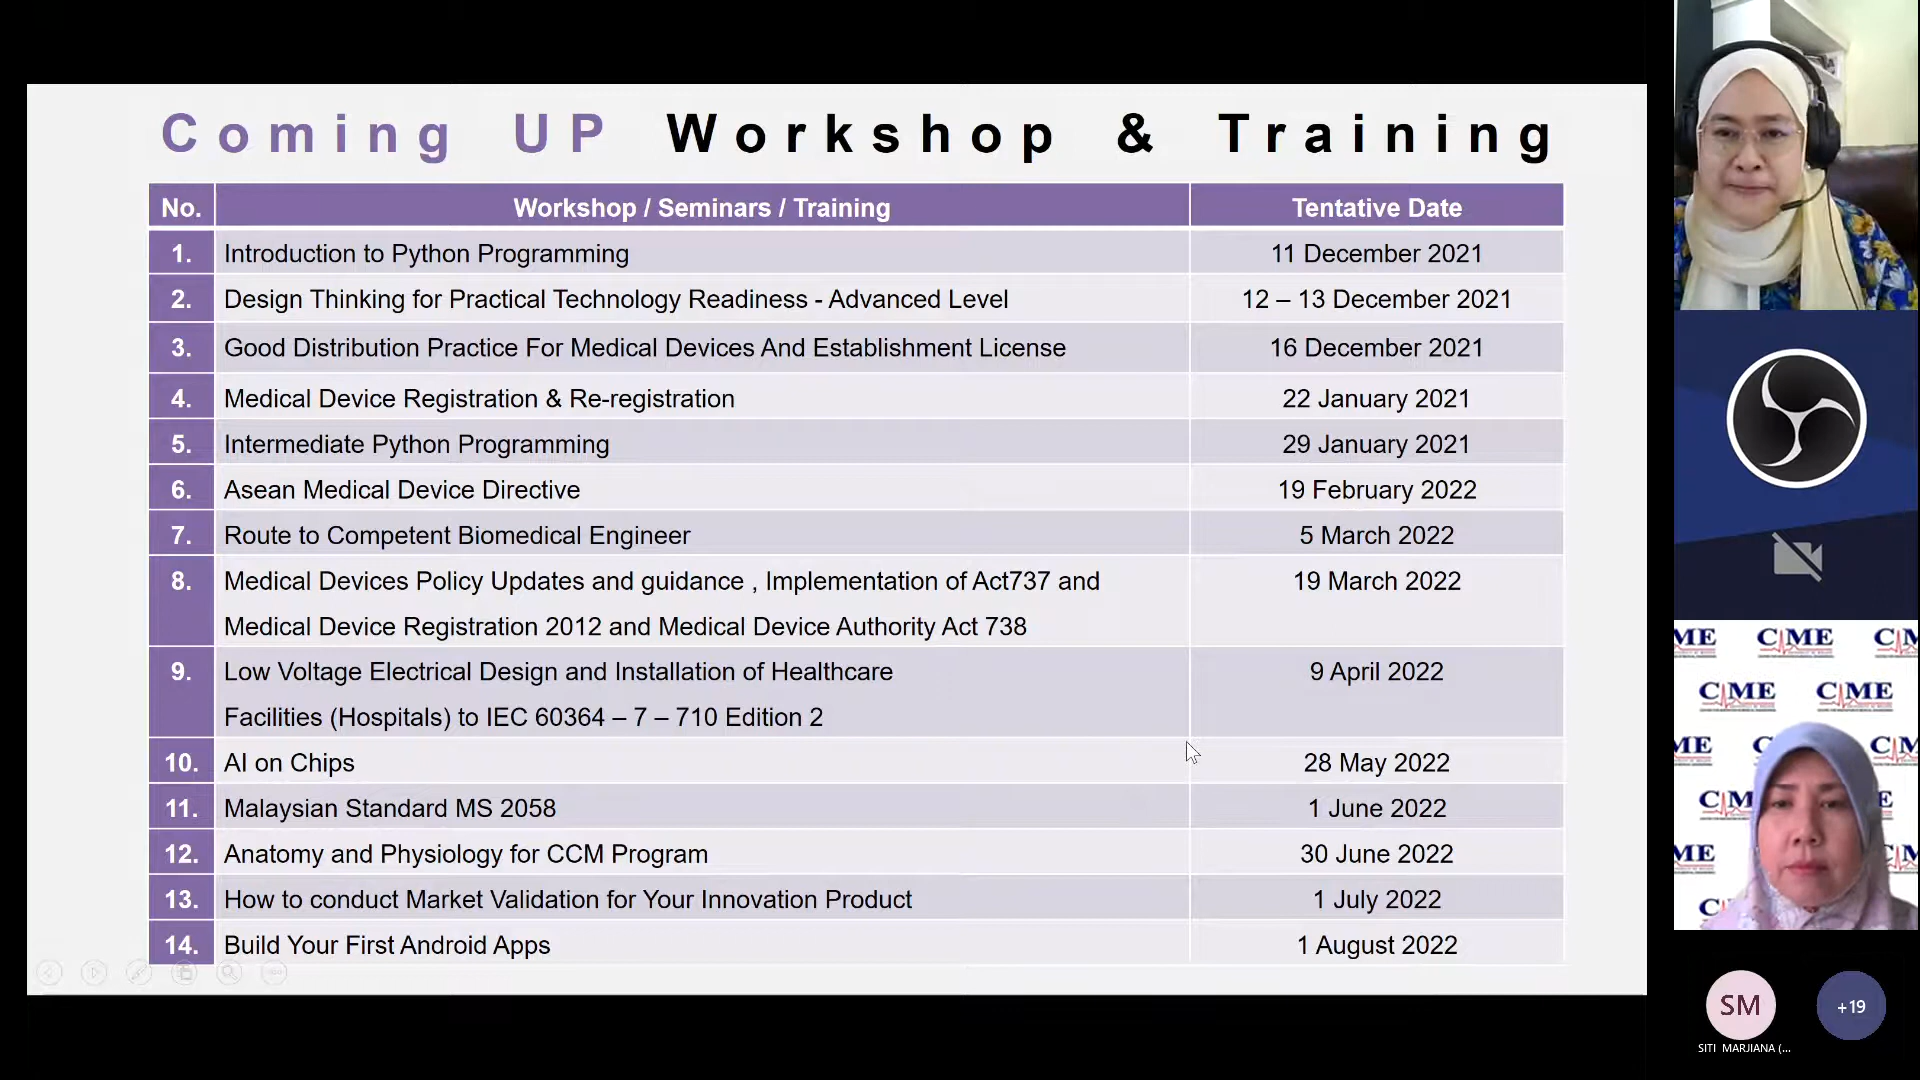 Coming UP Workshop & Training
No. Workshop / Seminars / Training Tentative Date
1. Introduction to Python Programming 11 December 2021
2. Design Thinking for Practical Technology Readiness - Advanced Level 12 – 13 December 2021
3. Good Distribution Practice For Medical Devices And Establishment License 16 December 2021
4. Medical Device Registration & Re-registration 22 January 2021
5. Intermediate Python Programming 29 January 2021
6. Asean Medical Device Directive 19 February 2022
7. Route to Competent Biomedical Engineer 5 March 2022
8. Medical Devices Policy Updates and guidance , Implementation of Act737 and 19 March 2022
Medical Device Registration 2012 and Medical Device Authority Act 738
9. Low Voltage Electrical Design and Installation of Healthcare 9 April 2022
Facilities (Hospitals) to IEC 60364 – 7 – 710 Edition 2
10. AI on Chips 28 May 2022
11. Malaysian Standard MS 2058 1 June 2022
12. Anatomy and Physiology for CCM Program 30 June 2022
13. How to conduct Market Validation for Your Innovation Product 1 July 2022
14. Build Your First Android Apps 1 August 2022
CIME
CIME CIME
SM +19
SITI MARJIANA (...